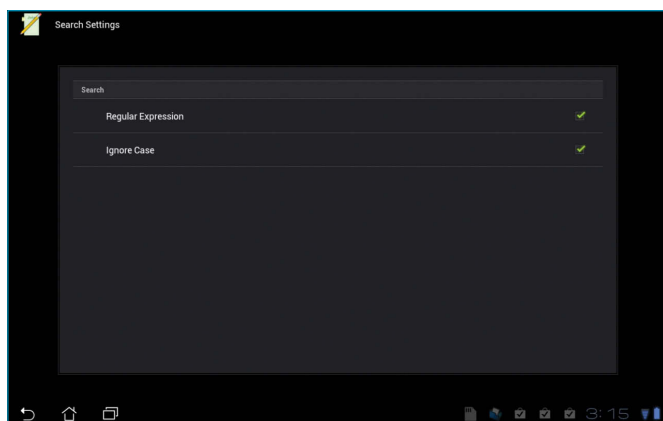 Search Settings
Search
Regular Expression
Ignore Case
3:15